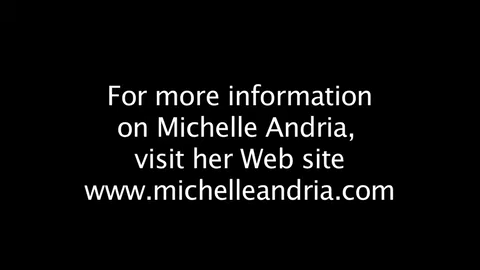 For more information
on Michelle Andria,
visit her Web site
www.michelleandria.com